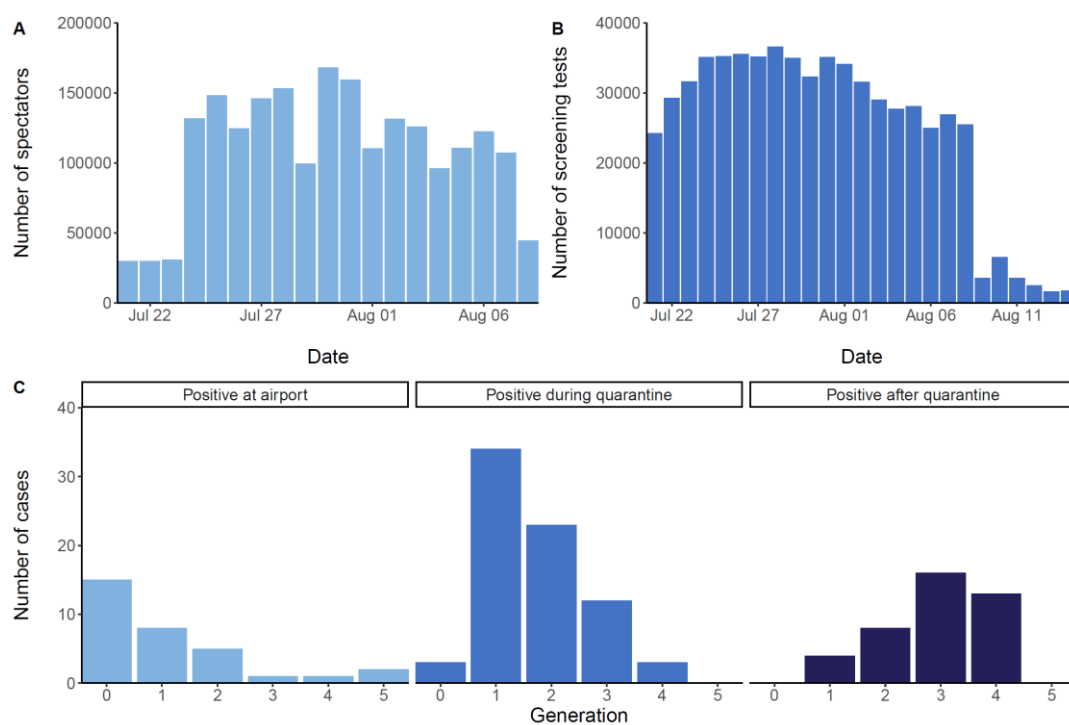 A
Number of spectators
200000
150000
100000
50000
0
Jul 22 Jul 27 Aug 01 Aug 06
Date
B
Number of screening tests
40000
30000
20000
10000
0
Jul 22 Jul 27 Aug 01 Aug 06 Aug 11
Date
C
Positive at airport Positive during quarantine Positive after quarantine
Number of cases
40
30
20
10
0
0 1 2 3 4 5 0 1 2 3 4 5 0 1 2 3 4 5
Generation